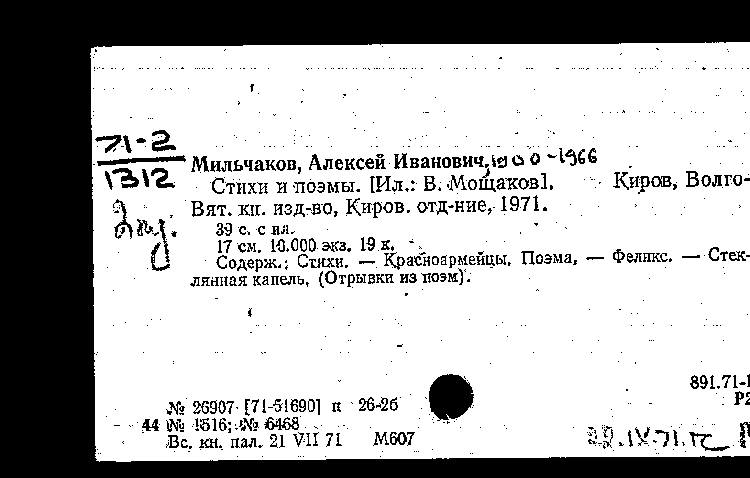 71-2
1312
Мильчаков, Алексей Иванович, 1900-1966
Стихи и поэмы. [Ил.: В. Мощаков]. Киров, Волго-
Вят. кн. изд-во, Киров. отд-ние, 1971.
39 с. с ил.
17 см. 10.000 экз. 19 к.
Содерж.: Стихи. — Красноармейцы. Поэма. — Феликс. — Стек-
лянная капель. (Отрывки из поэм).
891.71-1
Р2
№ 26907 [71-51690] п 26-26
44 № 1516; № 6468
Вс. кн. пал. 21 VII 71 М607